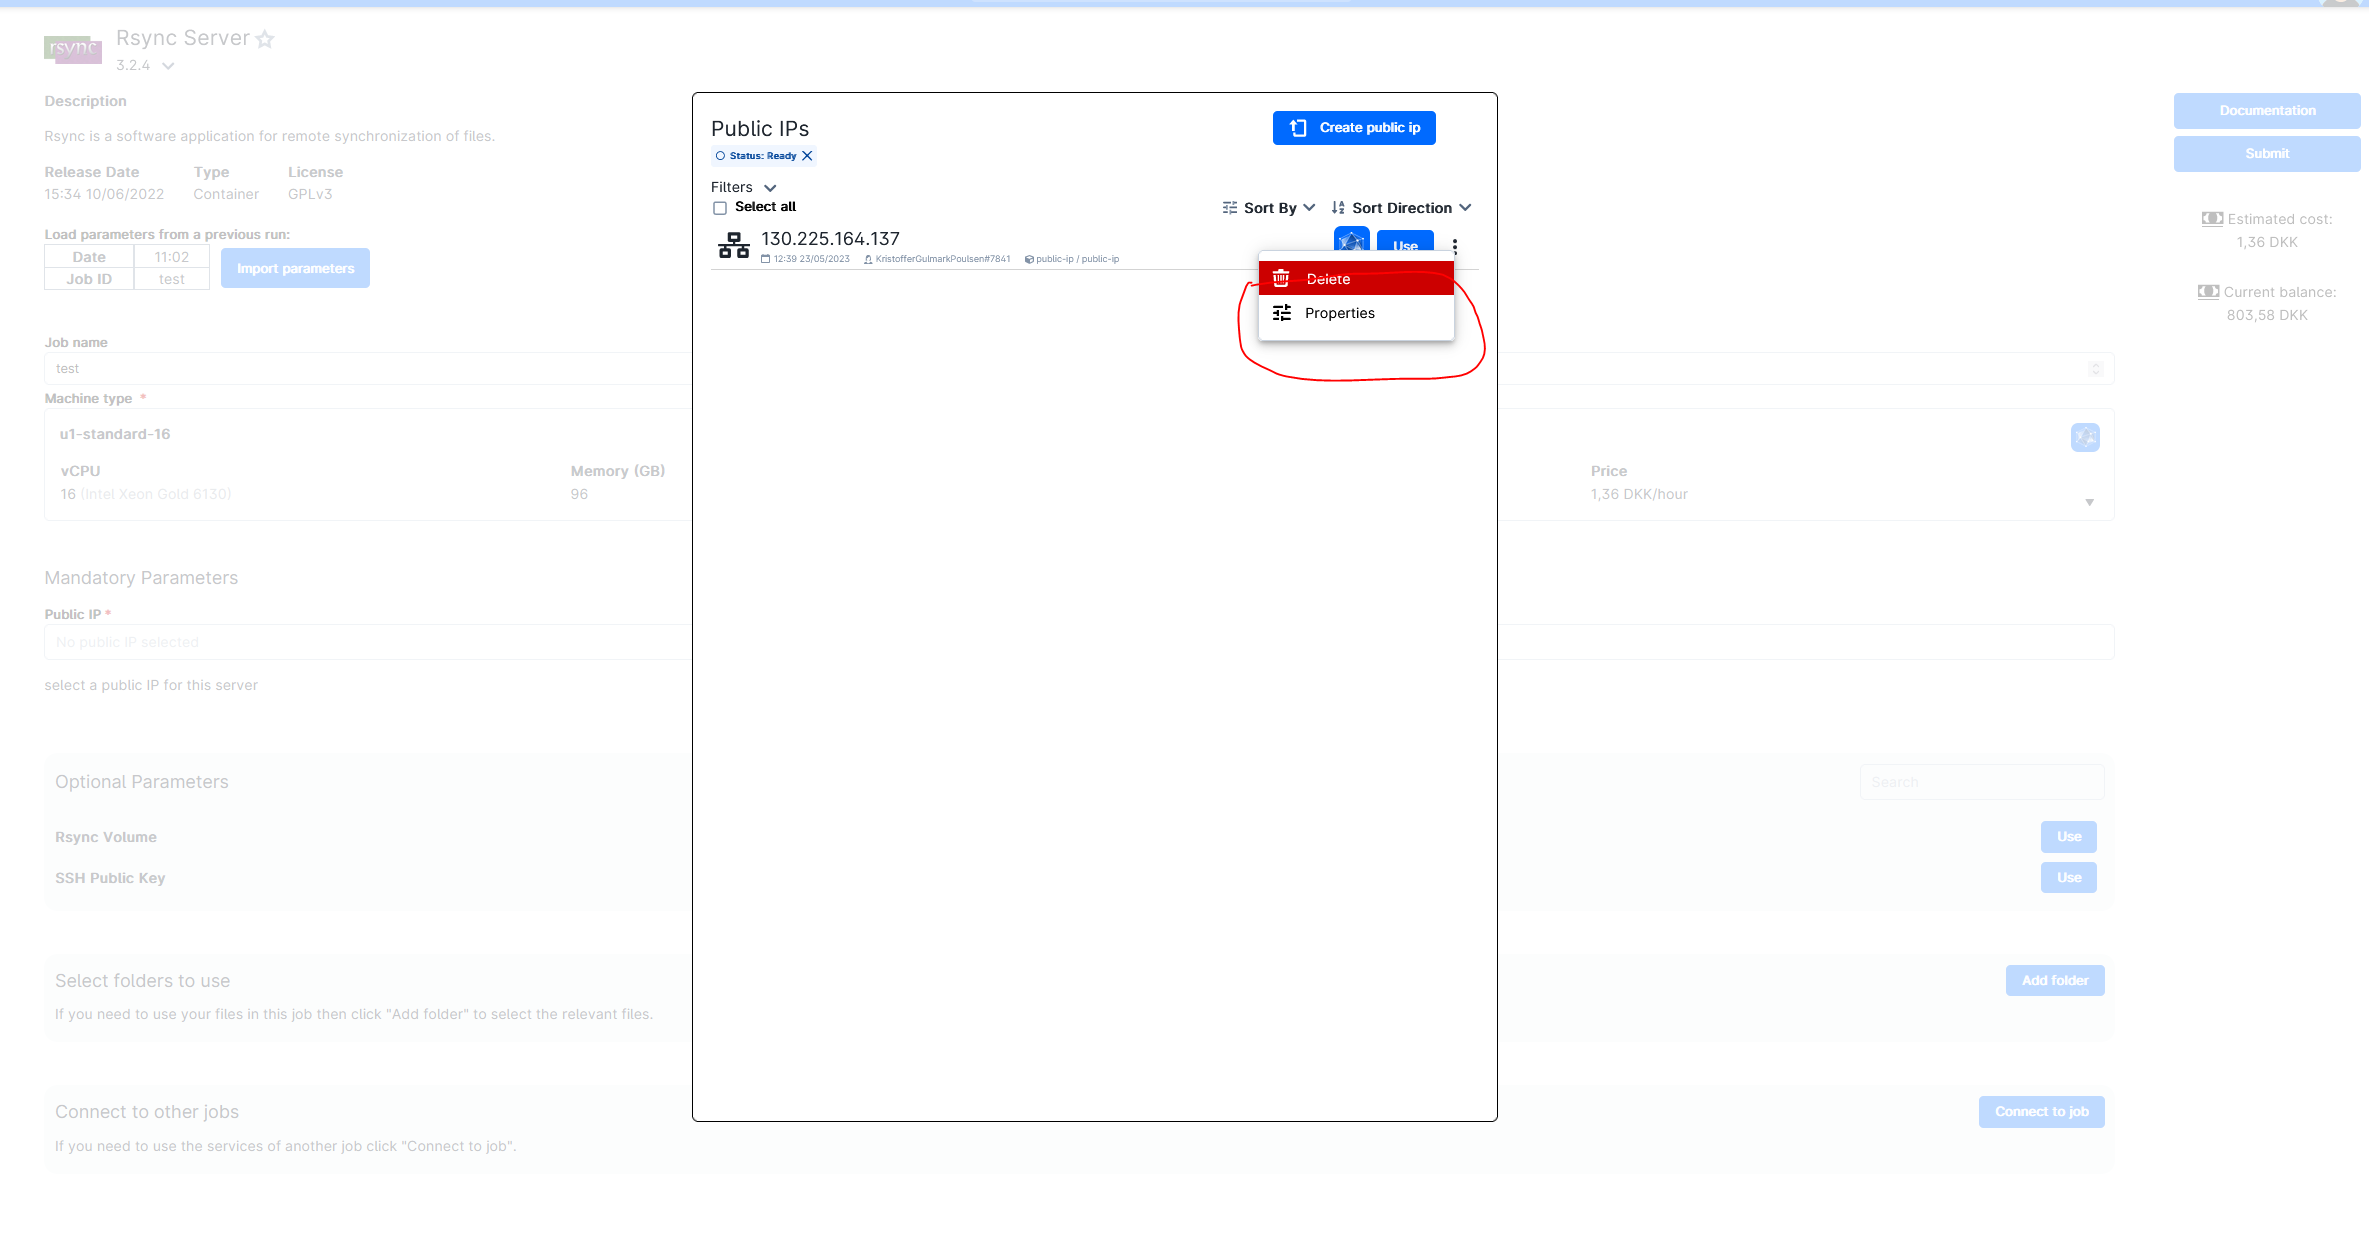 rsync
Rsync Server
3.2.4
Description
Rsync is a software application for remote synchronization of files.
Release Date Type License
15:34 10/06/2022 Container GPLv3
Load parameters from a previous run:
Date 11:02
Job ID test
Import parameters
Job name
test
Machine type *
u1-standard-16
vCPU Memory (GB) Price
16 (Intel Xeon Gold 6130) 96 1,36 DKK/hour
Mandatory Parameters
Public IP *
No public IP selected
select a public IP for this server
Optional Parameters
Search
Rsync Volume Use
SSH Public Key Use
Select folders to use
Add folder
If you need to use your files in this job then click "Add folder" to select the relevant files.
Connect to other jobs
Connect to job
If you need to use the services of another job click "Connect to job".
Public IPs
Create public ip
Status: Ready
Filters
Select all
Sort By Sort Direction
130.225.164.137
Use
12:39 23/05/2023 KristofferGulmarkPoulsen#7841 public-ip / public-ip
Delete
Properties
Documentation
Submit
Estimated cost:
1,36 DKK
Current balance:
803,58 DKK